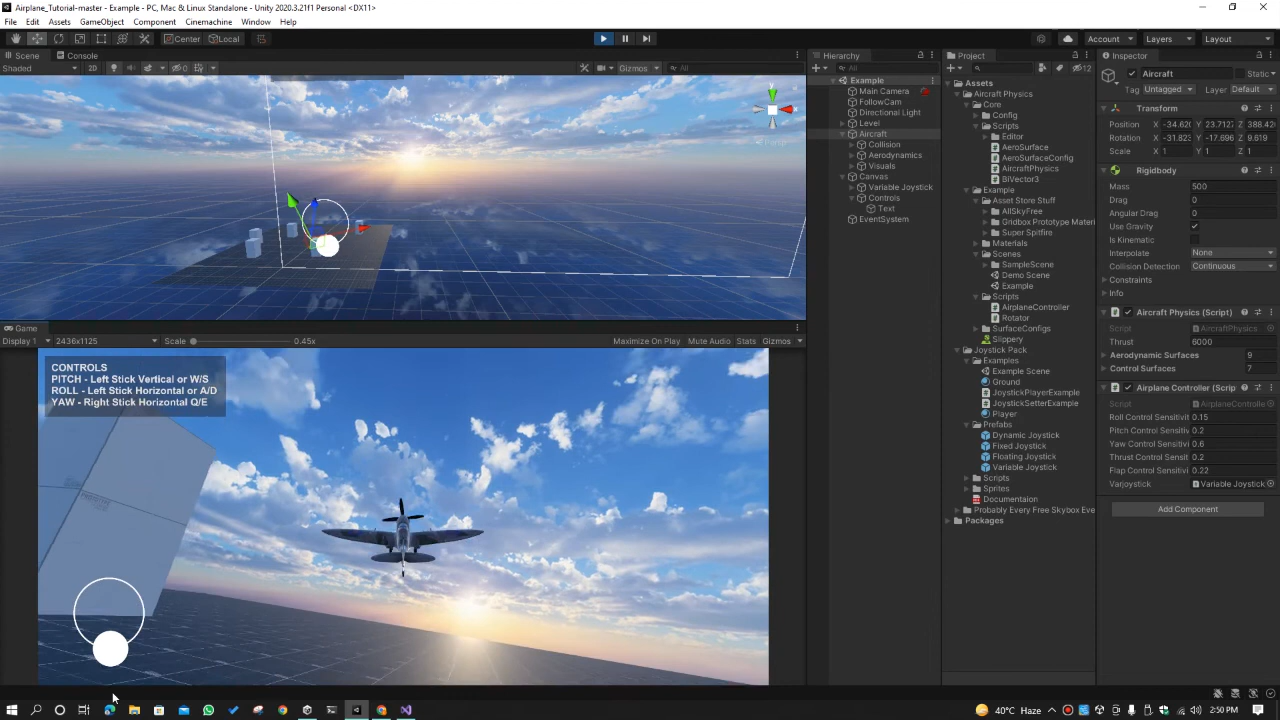 Airplane_Tutorial-master - Example - Unity 2020.3.21f1 Personal <DX11>
File Edit Assets GameObject Component Cinemachine Window Help
Center Local
Account Layers Layout
Scene Console
Shaded 2D 0 Gizmos All
Game
Display 1 2436x1125 Scale 0.45x Maximize On Play Mute Audio Stats Gizmos
CONTROLS
PITCH - Left Stick Vertical or W/S
ROLL - Left Stick Horizontal or A/D
YAW - Right Stick Horizontal Q/E
Hierarchy
All
Example
Main Camera
FollowCam
Directional Light
Level
Aircraft
Collision
Aerodynamics
Visuals
Canvas
Variable Joystick
Controls
Text
EventSystem
Project
12
Assets
Aircraft Physics
Core
Config
Scripts
Editor
AeroSurface
AeroSurfaceConfig
AircraftPhysics
BiVector3
Example
Asset Store Stuff
AllSkyFree
Gridbox Prototype Materi
Super Spitfire
Materials
Scenes
SampleScene
Demo Scene
Example
Scripts
AirplaneController
Rotator
SurfaceConfigs
Slippery
Joystick Pack
Examples
Example Scene
Ground
JoystickPlayerExample
JoystickSetterExample
Player
Prefabs
Dynamic Joystick
Fixed Joystick
Floating Joystick
Variable Joystick
Scripts
Sprites
Documentaion
Probably Every Free Skybox Eve
Packages
Inspector
Aircraft Static
Tag Untagged Layer Default
Transform
Position X -34.626 Y 23.712 Z 388.42
Rotation X -31.823 Y -17.696 Z 9.619
Scale X 1 Y 1 Z 1
Rigidbody
Mass 500
Drag 0
Angular Drag 0
Use Gravity
Is Kinematic
Interpolate None
Collision Detection Continuous
Constraints
Info
Aircraft Physics (Script)
Script AircraftPhysics
Thrust 6000
Aerodynamic Surfaces 9
Control Surfaces 7
Airplane Controller (Scrip
Script AirplaneControlle
Roll Control Sensitivit 0.15
Pitch Control Sensitiv 0.2
Yaw Control Sensitivi 0.6
Thrust Control Sensiti 0.2
Flap Control Sensitivi 0.22
Varjoystick Variable Joystick
Add Component
40°C Haze 2:50 PM